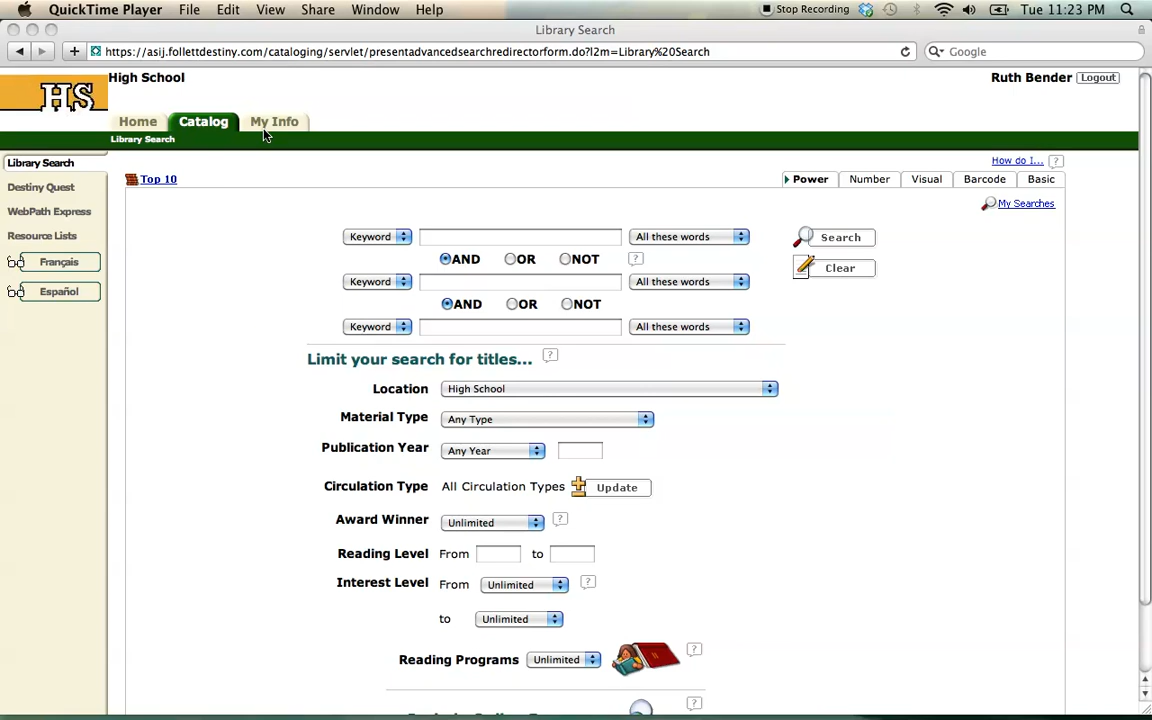 QuickTime Player File Edit View Share Window Help Stop Recording Tue 11:23 PM
Library Search
https://asij.follettdestiny.com/cataloging/servlet/presentadvancedsearchredirectorform.do?l2m=Library%20Search Google
High School Ruth Bender Logout
HS
Home Catalog My Info
Library Search
Library Search How do I... ?
Destiny Quest Top 10 Power Number Visual Barcode Basic
WebPath Express My Searches
Resource Lists Keyword All these words Search
Français AND OR NOT ? Clear
Español Keyword All these words
AND OR NOT
Keyword All these words
Limit your search for titles... ?
Location High School
Material Type Any Type
Publication Year Any Year
Circulation Type All Circulation Types Update
Award Winner Unlimited ?
Reading Level From to
Interest Level From Unlimited ?
to Unlimited
Reading Programs Unlimited ?
?